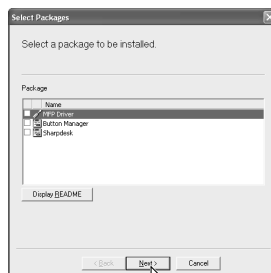 Select Packages
Select a package to be installed.
Package
Name
MFP Driver
Button Manager
Sharpdesk
Display README
< Back
Next >
Cancel